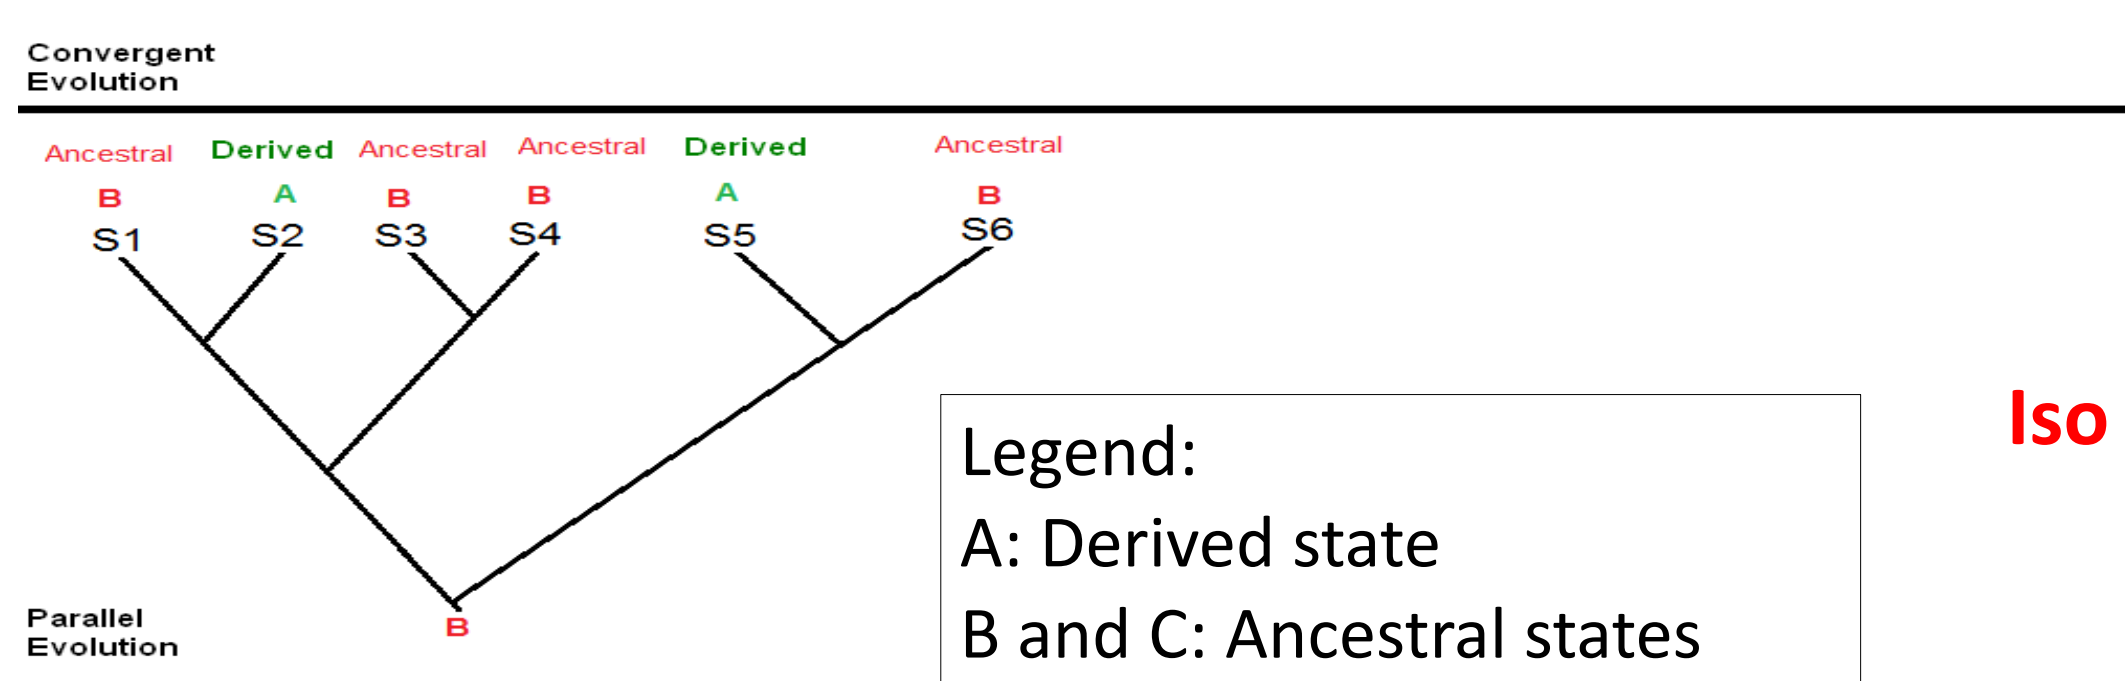 Convergent
Evolution
Ancestral Derived Ancestral Ancestral Derived Ancestral
B A B B A B
S1 S2 S3 S4 S5 S6
Legend:
A: Derived state
B and C: Ancestral states
Iso
Parallel
Evolution
B